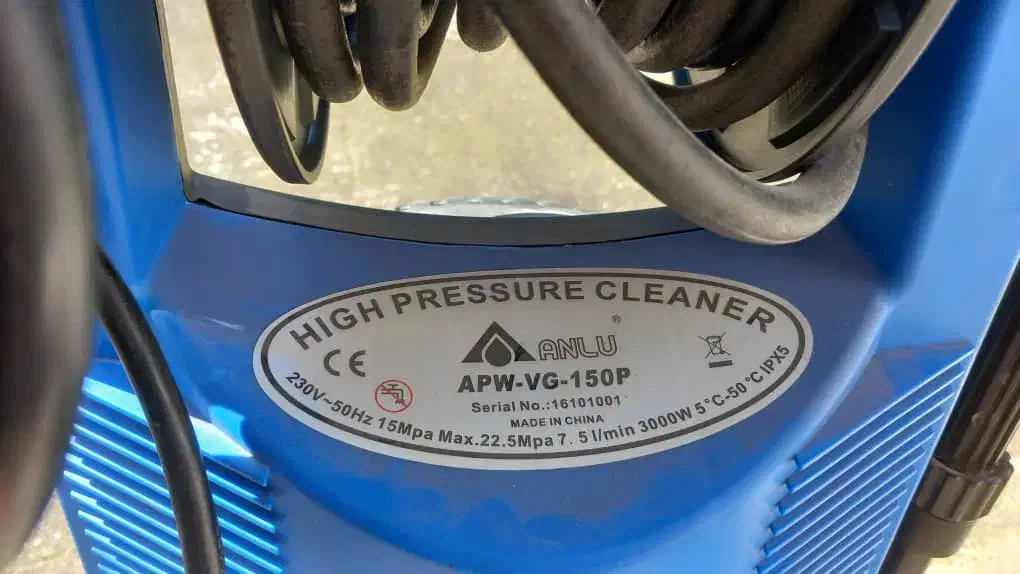 HIGH PRESSURE CLEANER
ANLU®
CE
APW-VG-150P
Serial No.:16101001
MADE IN CHINA
230V~50Hz 15Mpa Max.22.5Mpa 7.5l/min 3000W 5°C-50°C IPX5